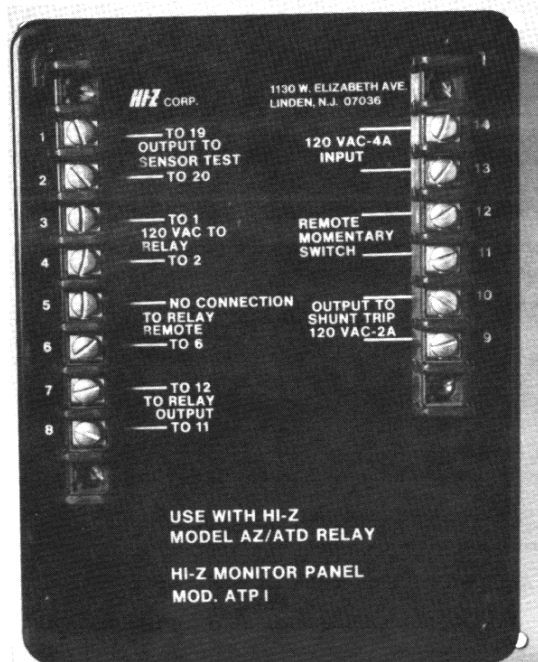 HI-Z CORP.
1130 W. ELIZABETH AVE.
LINDEN, N.J. 07036
1
TO 19
OUTPUT TO
SENSOR TEST
2
TO 20
3
TO 1
120 VAC TO
RELAY
4
TO 2
5
NO CONNECTION
TO RELAY
REMOTE
6
TO 6
7
TO 12
TO RELAY
OUTPUT
8
TO 11
14
120 VAC-4A
INPUT
13
12
REMOTE
MOMENTARY
SWITCH
11
10
OUTPUT TO
SHUNT TRIP
120 VAC-2A
9
USE WITH HI-Z
MODEL AZ/ATD RELAY
HI-Z MONITOR PANEL
MOD. ATP I